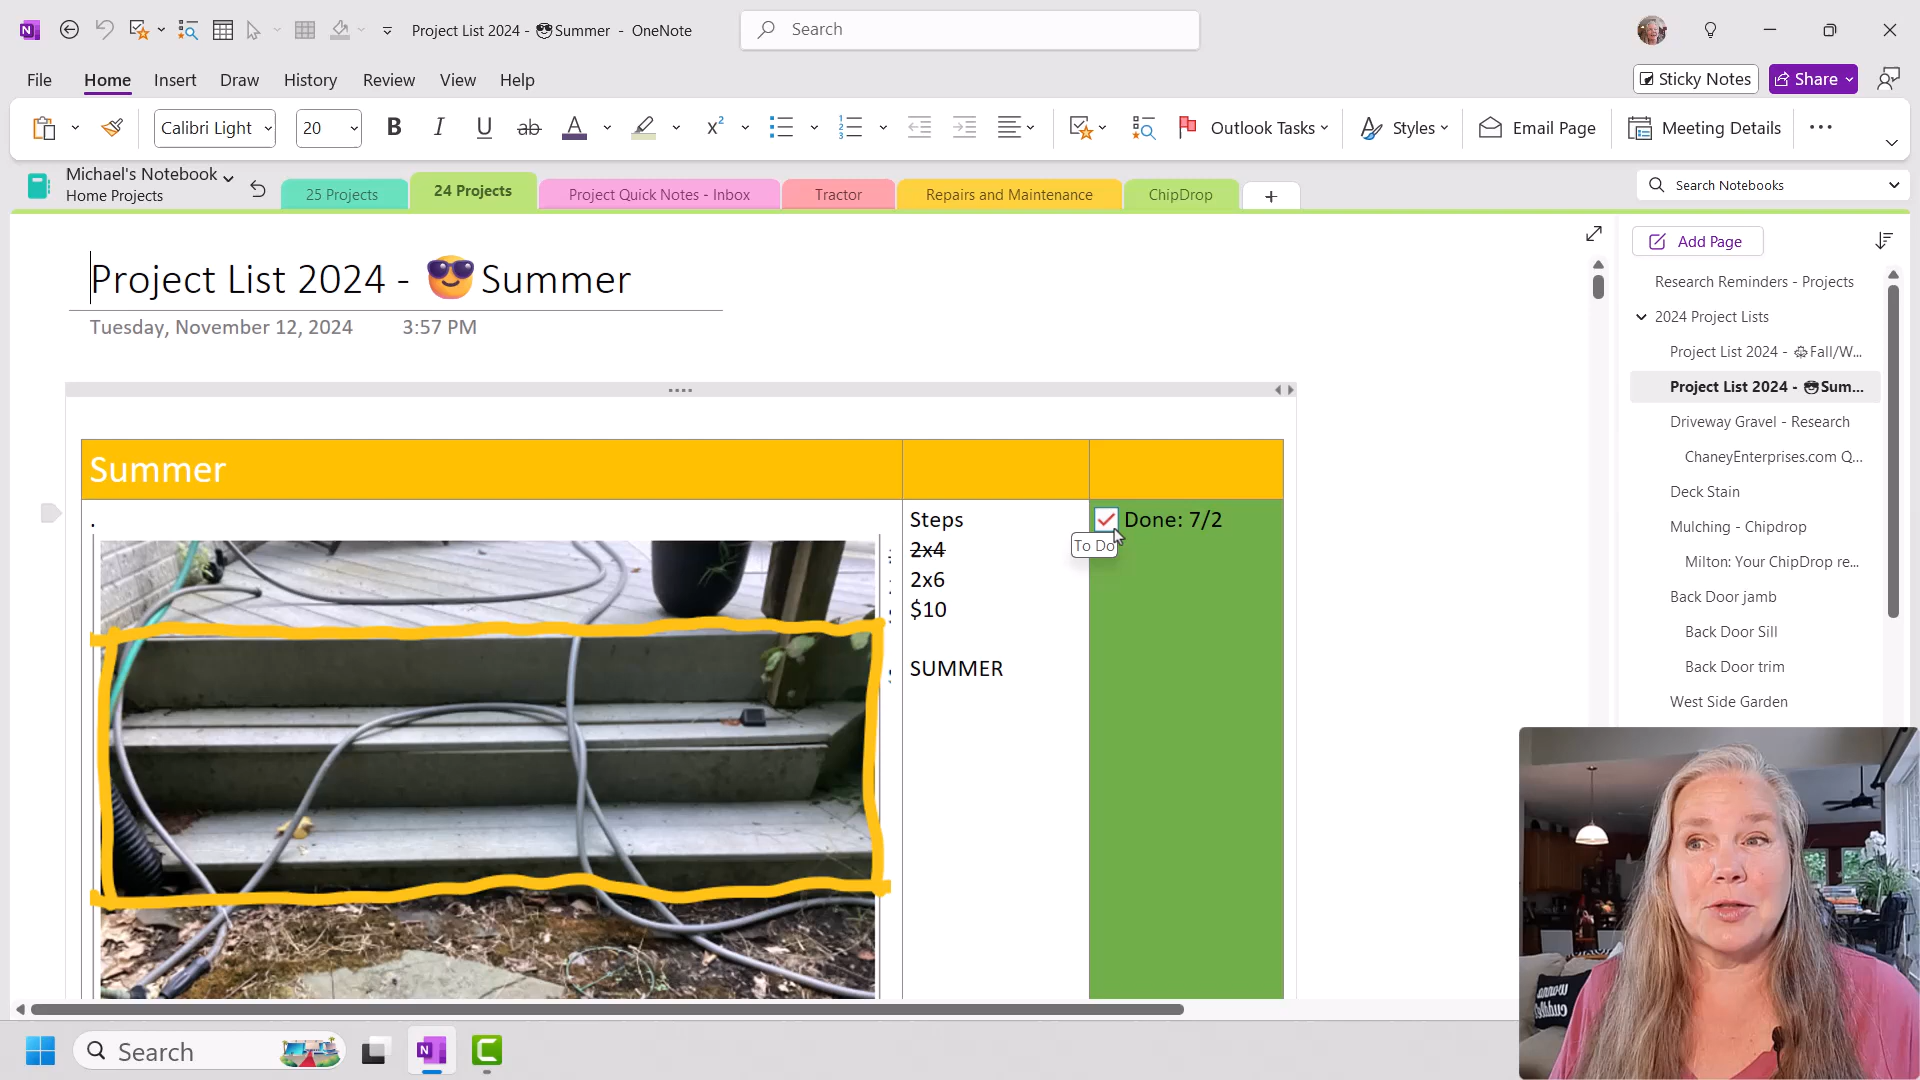 Project List 2024 - 😎Summer - OneNote
Search
File Home Insert Draw History Review View Help
Sticky Notes Share
Calibri Light 20 B I U ab A x² Outlook Tasks Styles Email Page Meeting Details
Michael's Notebook
Home Projects
25 Projects
24 Projects
Project Quick Notes - Inbox
Tractor
Repairs and Maintenance
ChipDrop
+
Search Notebooks
Project List 2024 - 😎Summer
Tuesday, November 12, 2024 3:57 PM
Add Page
Research Reminders - Projects
2024 Project Lists
Project List 2024 - Fall/W...
Project List 2024 - 😎Sum...
Driveway Gravel - Research
ChaneyEnterprises.com Q...
Deck Stain
Mulching - Chipdrop
Milton: Your ChipDrop re...
Back Door jamb
Back Door Sill
Back Door trim
West Side Garden
Summer
.
Steps
2x4
2x6
$10
SUMMER
Done: 7/2
To Do
Search